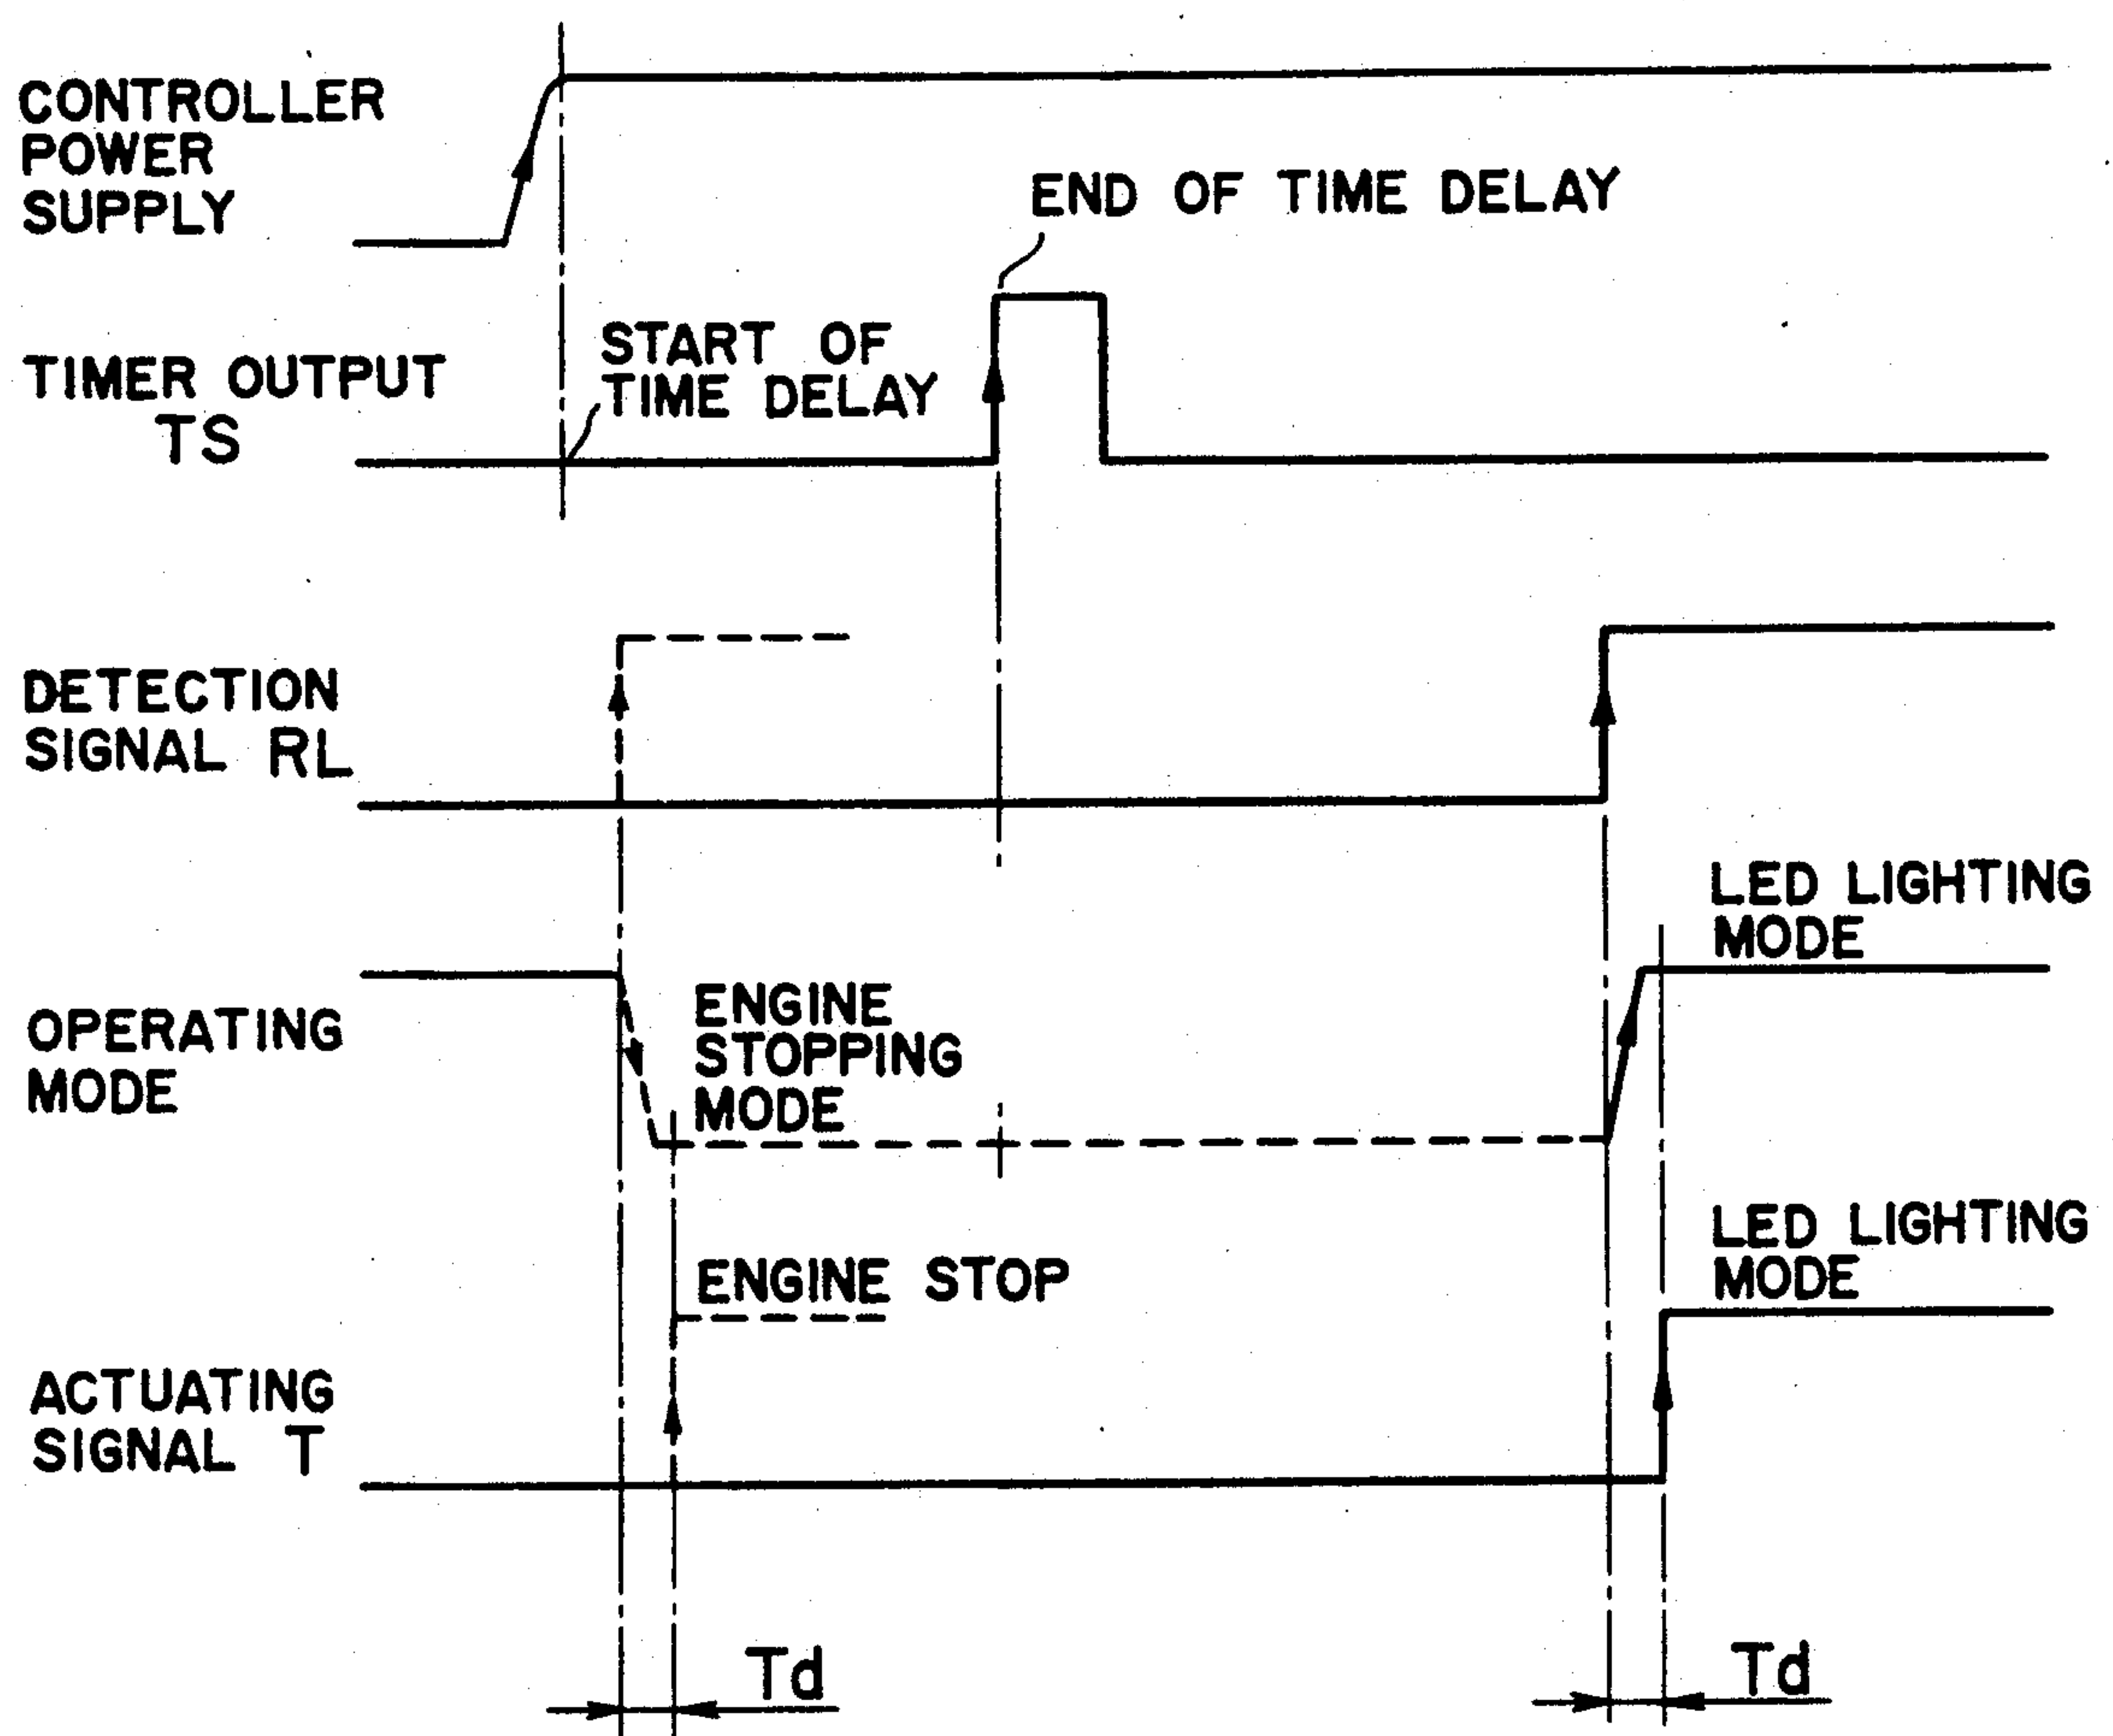 CONTROLLER
POWER
SUPPLY
END OF TIME DELAY
START OF
TIME DELAY
TIMER OUTPUT
TS
DETECTION
SIGNAL RL
LED LIGHTING
MODE
OPERATING
MODE
ENGINE
STOPPING
MODE
LED LIGHTING
MODE
ENGINE STOP
ACTUATING
SIGNAL T
Td
Td